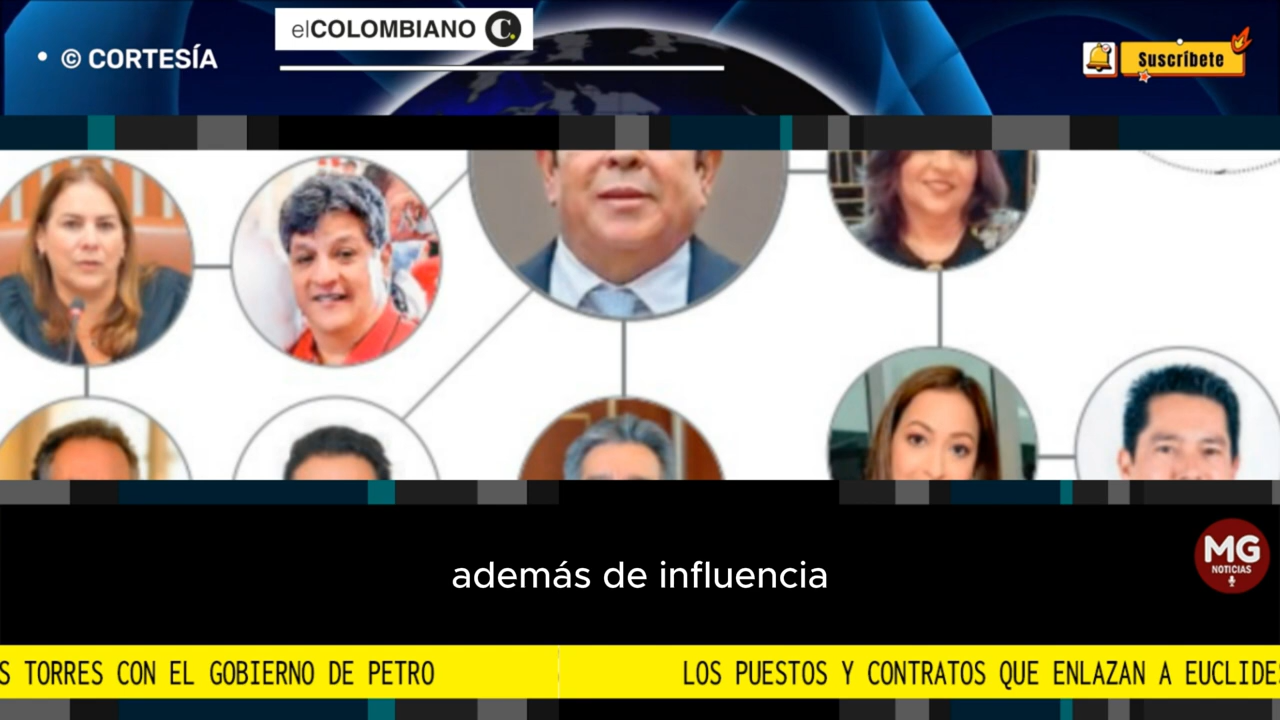 elCOLOMBIANO C.
• © CORTESÍA
Suscríbete
además de influencia
MG
NOTICIAS
S TORRES CON EL GOBIERNO DE PETRO LOS PUESTOS Y CONTRATOS QUE ENLAZAN A EUCLIDES